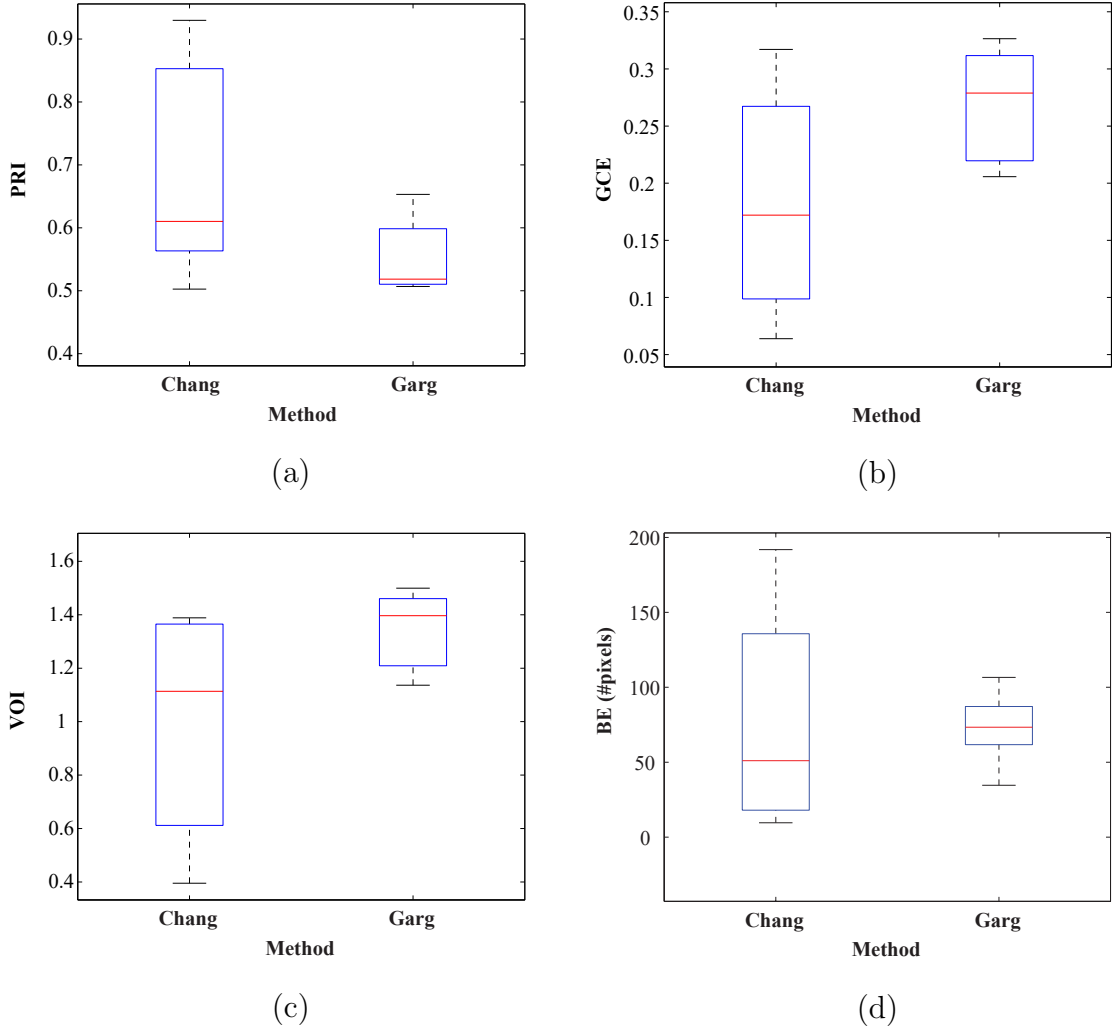 0.9
0.8
0.7
0.6
0.5
0.4
PRI
Chang Garg
Method
(a)
0.35
0.3
0.25
0.2
0.15
0.1
0.05
GCE
Chang Garg
Method
(b)
1.6
1.4
1.2
1
0.8
0.6
0.4
VOI
Chang Garg
Method
(c)
200
150
100
50
0
BE (#pixels)
Chang Garg
Method
(d)